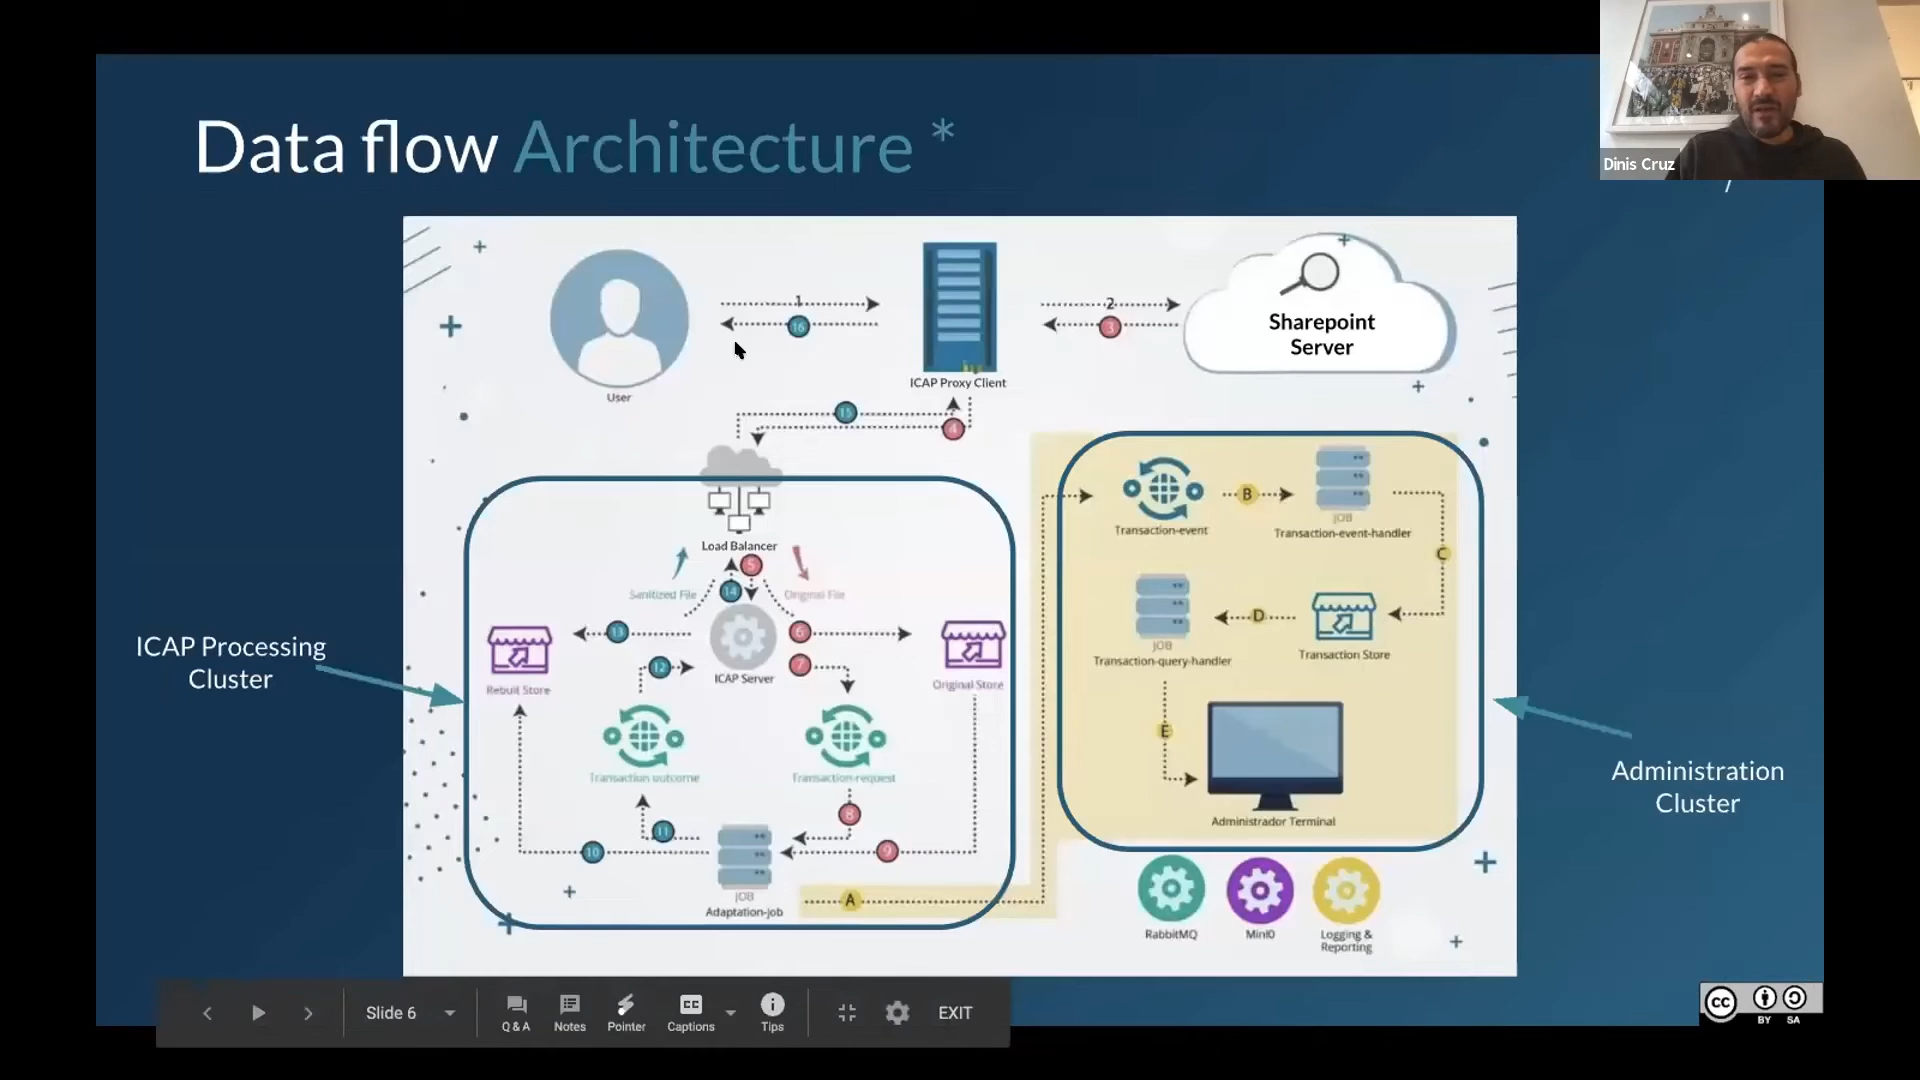 Dinis Cruz
Data flow Architecture *
1
16
2
3
Sharepoint
Server
ICAP Proxy Client
User
15
4
B
JOB
Transaction-event
Transaction-event-handler
Load Balancer
C
5
14
Sanitized File
Original File
D
13
6
ICAP Processing
Cluster
JOB
Transaction Store
Transaction-query-handler
12
7
ICAP Server
Rebuilt Store
Original Store
E
Transaction outcome
Transaction-request
Administration
Cluster
8
Administrador Terminal
11
10
9
JOB
Adaptation-job
A
RabbitMQ
MinIO
Logging &
Reporting
Slide 6
Q & A
Notes
Pointer
CC
Captions
Tips
EXIT
cc
BY
SA